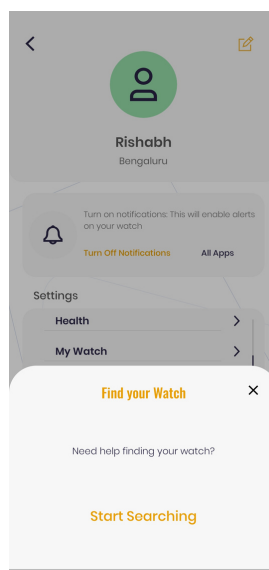 Rishabh
Bengaluru
Turn on notifications: This will enable alerts
on your watch
Turn Off Notifications
All Apps
Settings
Health
My Watch
Find your Watch
Need help finding your watch?
Start Searching